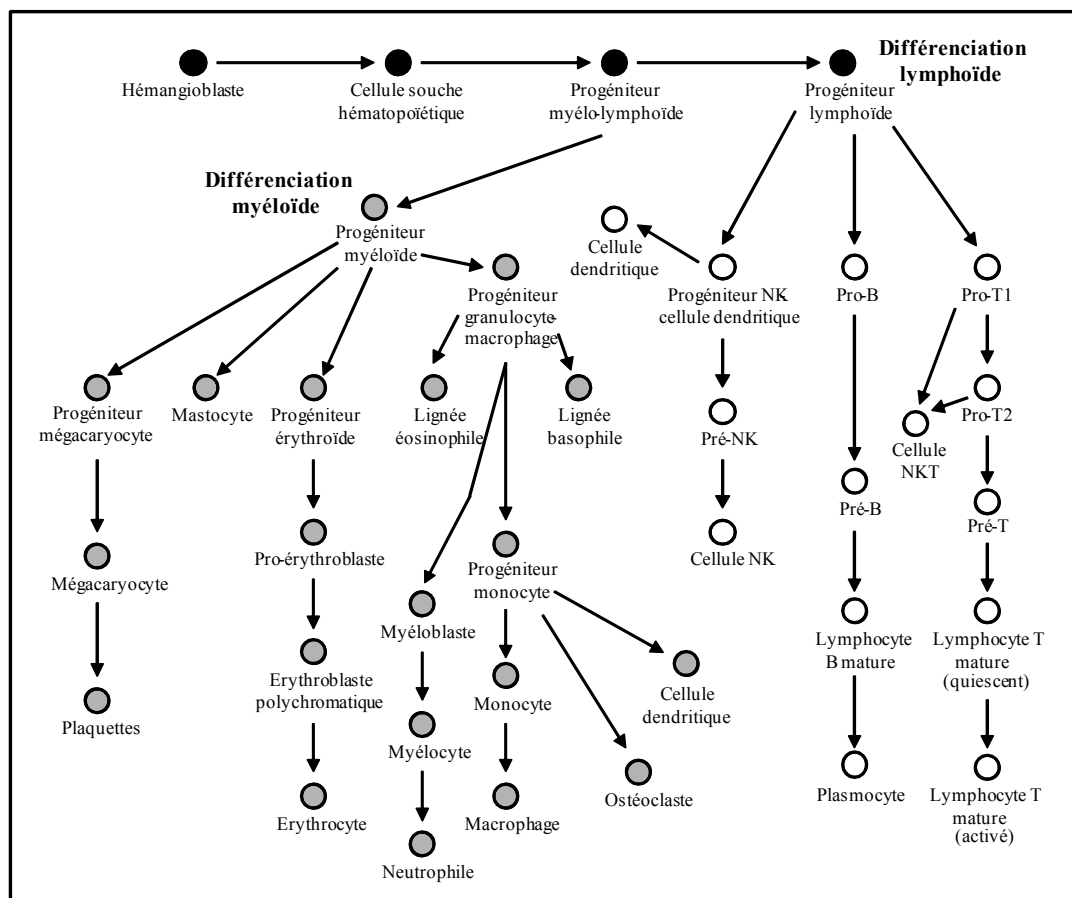 Différenciation
lymphoïde
Hémangioblaste
Cellule souche
hématopoïétique
Progéniteur
myélo-lymphoïde
Progéniteur
lymphoïde
Différenciation
myéloïde
Progéniteur
myéloïde
Cellule
dendritique
Progéniteur
granulocyte-
macrophage
Progéniteur NK
cellule dendritique
Pro-B
Pro-T1
Progéniteur
mégacaryocyte
Mastocyte
Progéniteur
érythroïde
Lignée
éosinophile
Lignée
basophile
Pré-NK
Pro-T2
Cellule
NKT
Pré-B
Pré-T
Mégacaryocyte
Pro-érythroblaste
Progéniteur
monocyte
Cellule NK
Myéloblaste
Lymphocyte
B mature
Lymphocyte T
mature
(quiescent)
Plaquettes
Erythroblaste
polychromatique
Monocyte
Cellule
dendritique
Myélocyte
Erythrocyte
Macrophage
Ostéoclaste
Plasmocyte
Lymphocyte T
mature
(activé)
Neutrophile